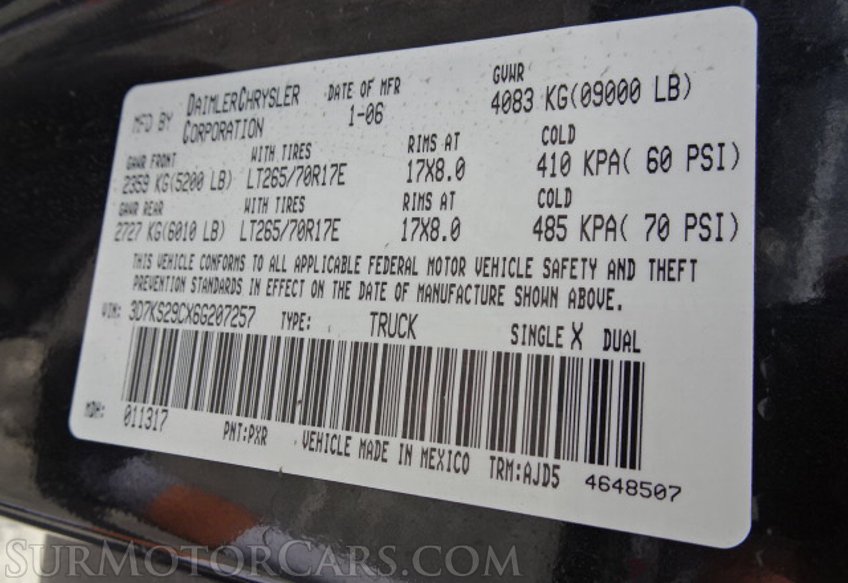 MFD BY DAIMLERCHRYSLER CORPORATION
DATE OF MFR
1-06
GVWR
4083 KG(09000 LB)
GAWR FRONT WITH TIRES RIMS AT COLD
2359 KG(5200 LB) LT265/70R17E 17X8.0 410 KPA( 60 PSI)
GAWR REAR WITH TIRES RIMS AT COLD
2727 KG(6010 LB) LT265/70R17E 17X8.0 485 KPA( 70 PSI)
THIS VEHICLE CONFORMS TO ALL APPLICABLE FEDERAL MOTOR VEHICLE SAFETY AND THEFT
PREVENTION STANDARDS IN EFFECT ON THE DATE OF MANUFACTURE SHOWN ABOVE.
VIN: 3D7KS29CX6G207257 TYPE: TRUCK SINGLE X DUAL
MDH: 011317
PNT:PXR VEHICLE MADE IN MEXICO TRM:AJD5 4648507
SURMOTORCARS.COM